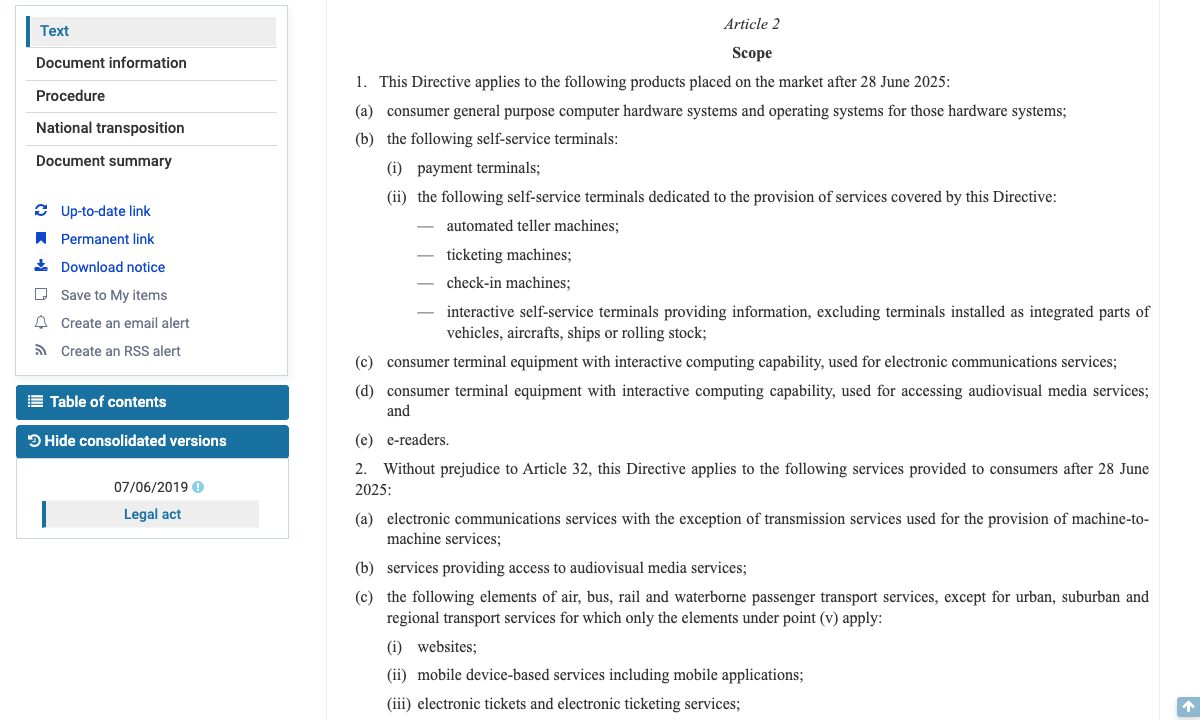 Text
Document information
Procedure
National transposition
Document summary
Up-to-date link
Permanent link
Download notice
Save to My items
Create an email alert
Create an RSS alert
Table of contents
Hide consolidated versions
07/06/2019
Legal act
Article 2
Scope
1. This Directive applies to the following products placed on the market after 28 June 2025:
(a) consumer general purpose computer hardware systems and operating systems for those hardware systems;
(b) the following self-service terminals:
(i) payment terminals;
(ii) the following self-service terminals dedicated to the provision of services covered by this Directive:
— automated teller machines;
— ticketing machines;
— check-in machines;
— interactive self-service terminals providing information, excluding terminals installed as integrated parts of
vehicles, aircrafts, ships or rolling stock;
(c) consumer terminal equipment with interactive computing capability, used for electronic communications services;
(d) consumer terminal equipment with interactive computing capability, used for accessing audiovisual media services;
and
(e) e-readers.
2. Without prejudice to Article 32, this Directive applies to the following services provided to consumers after 28 June
2025:
(a) electronic communications services with the exception of transmission services used for the provision of machine-to-
machine services;
(b) services providing access to audiovisual media services;
(c) the following elements of air, bus, rail and waterborne passenger transport services, except for urban, suburban and
regional transport services for which only the elements under point (v) apply:
(i) websites;
(ii) mobile device-based services including mobile applications;
(iii) electronic tickets and electronic ticketing services;